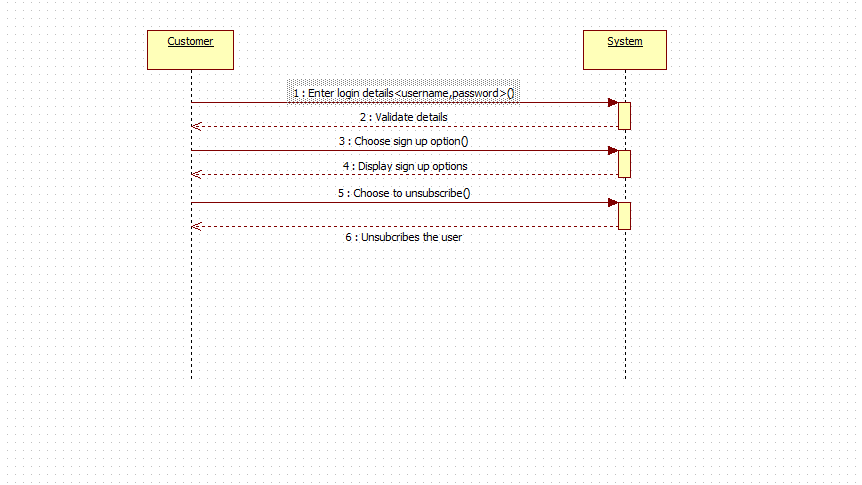 Customer
System
1 : Enter login details<username,password>()
2 : Validate details
3 : Choose sign up option()
4 : Display sign up options
5 : Choose to unsubscribe()
6 : Unsubcribes the user